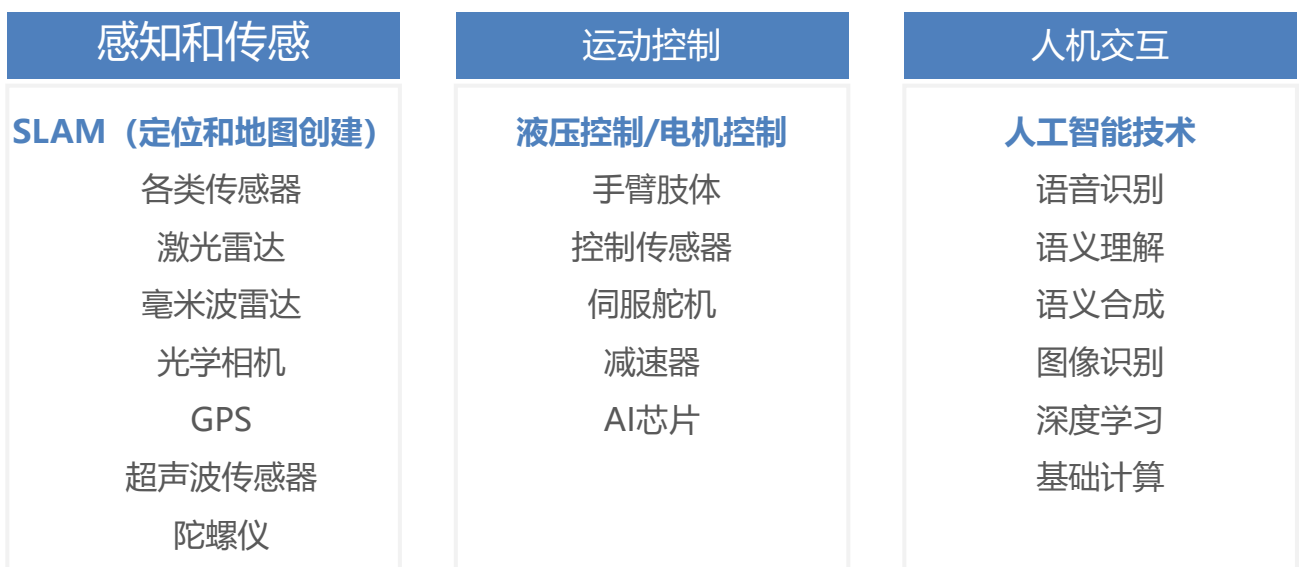 感知和传感
SLAM（定位和地图创建）
各类传感器
激光雷达
毫米波雷达
光学相机
GPS
超声波传感器
陀螺仪
运动控制
液压控制/电机控制
手臂肢体
控制传感器
伺服舵机
减速器
AI芯片
人机交互
人工智能技术
语音识别
语义理解
语义合成
图像识别
深度学习
基础计算